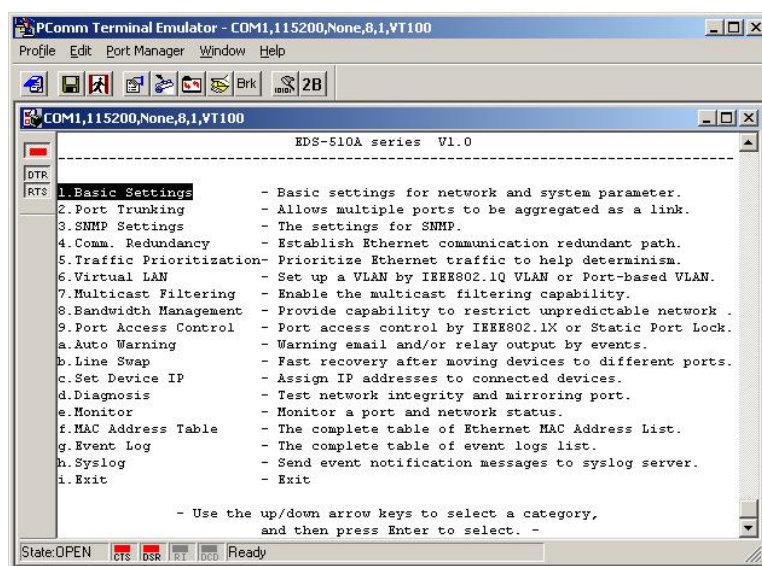 PComm Terminal Emulator - COM1,115200,None,8,1,VT100
Profile Edit Port Manager Window Help
Brk 2B
COM1,115200,None,8,1,VT100
EDS-510A series V1.0
DTR
RTS
1.Basic Settings - Basic settings for network and system parameter.
2.Port Trunking - Allows multiple ports to be aggregated as a link.
3.SNMP Settings - The settings for SNMP.
4.Comm. Redundancy - Establish Ethernet communication redundant path.
5.Traffic Prioritization- Prioritize Ethernet traffic to help determinism.
6.Virtual LAN - Set up a VLAN by IEEE802.1Q VLAN or Port-based VLAN.
7.Multicast Filtering - Enable the multicast filtering capability.
8.Bandwidth Management - Provide capability to restrict unpredictable network .
9.Port Access Control - Port access control by IEEE802.1X or Static Port Lock.
a.Auto Warning - Warning email and/or relay output by events.
b.Line Swap - Fast recovery after moving devices to different ports.
c.Set Device IP - Assign IP addresses to connected devices.
d.Diagnosis - Test network integrity and mirroring port.
e.Monitor - Monitor a port and network status.
f.MAC Address Table - The complete table of Ethernet MAC Address List.
g.Event Log - The complete table of event logs list.
h.Syslog - Send event notification messages to syslog server.
i.Exit - Exit
- Use the up/down arrow keys to select a category,
and then press Enter to select. -
State:OPEN CTS DSR RI DCD Ready